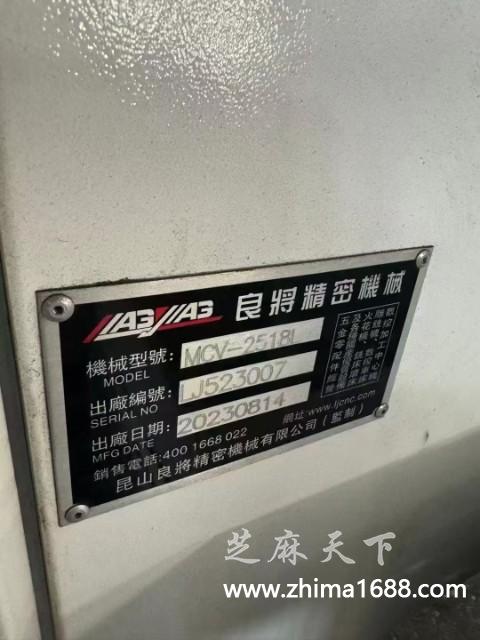 良將精密機械
機械型號: MCV-2518L
MODEL
出廠編號: LJ523007
SERIAL NO
出廠日期: 20230814
MFG DATE
銷售電話:400 1668 022
網址:www.ljcnc.com
昆山良將精密機械有限公司(監制)
芝麻天下
www.zhima1688.com